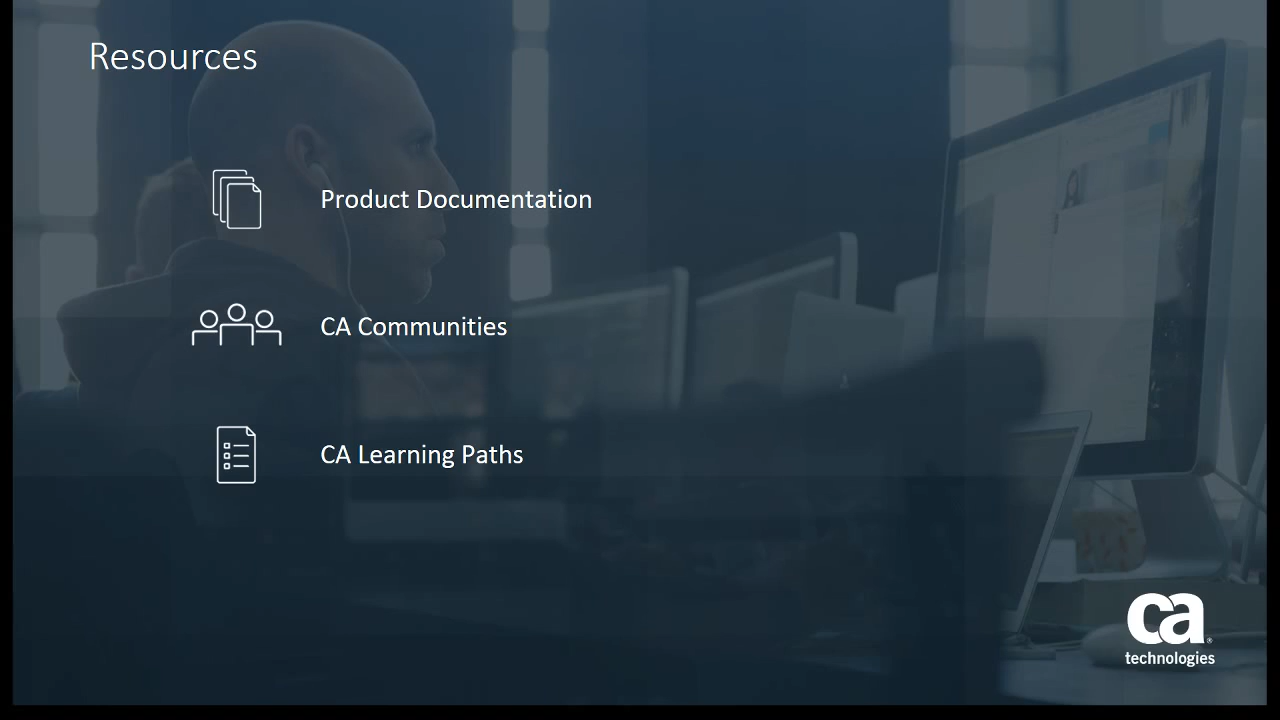 Resources
Product Documentation
CA Communities
CA Learning Paths
ca
technologies